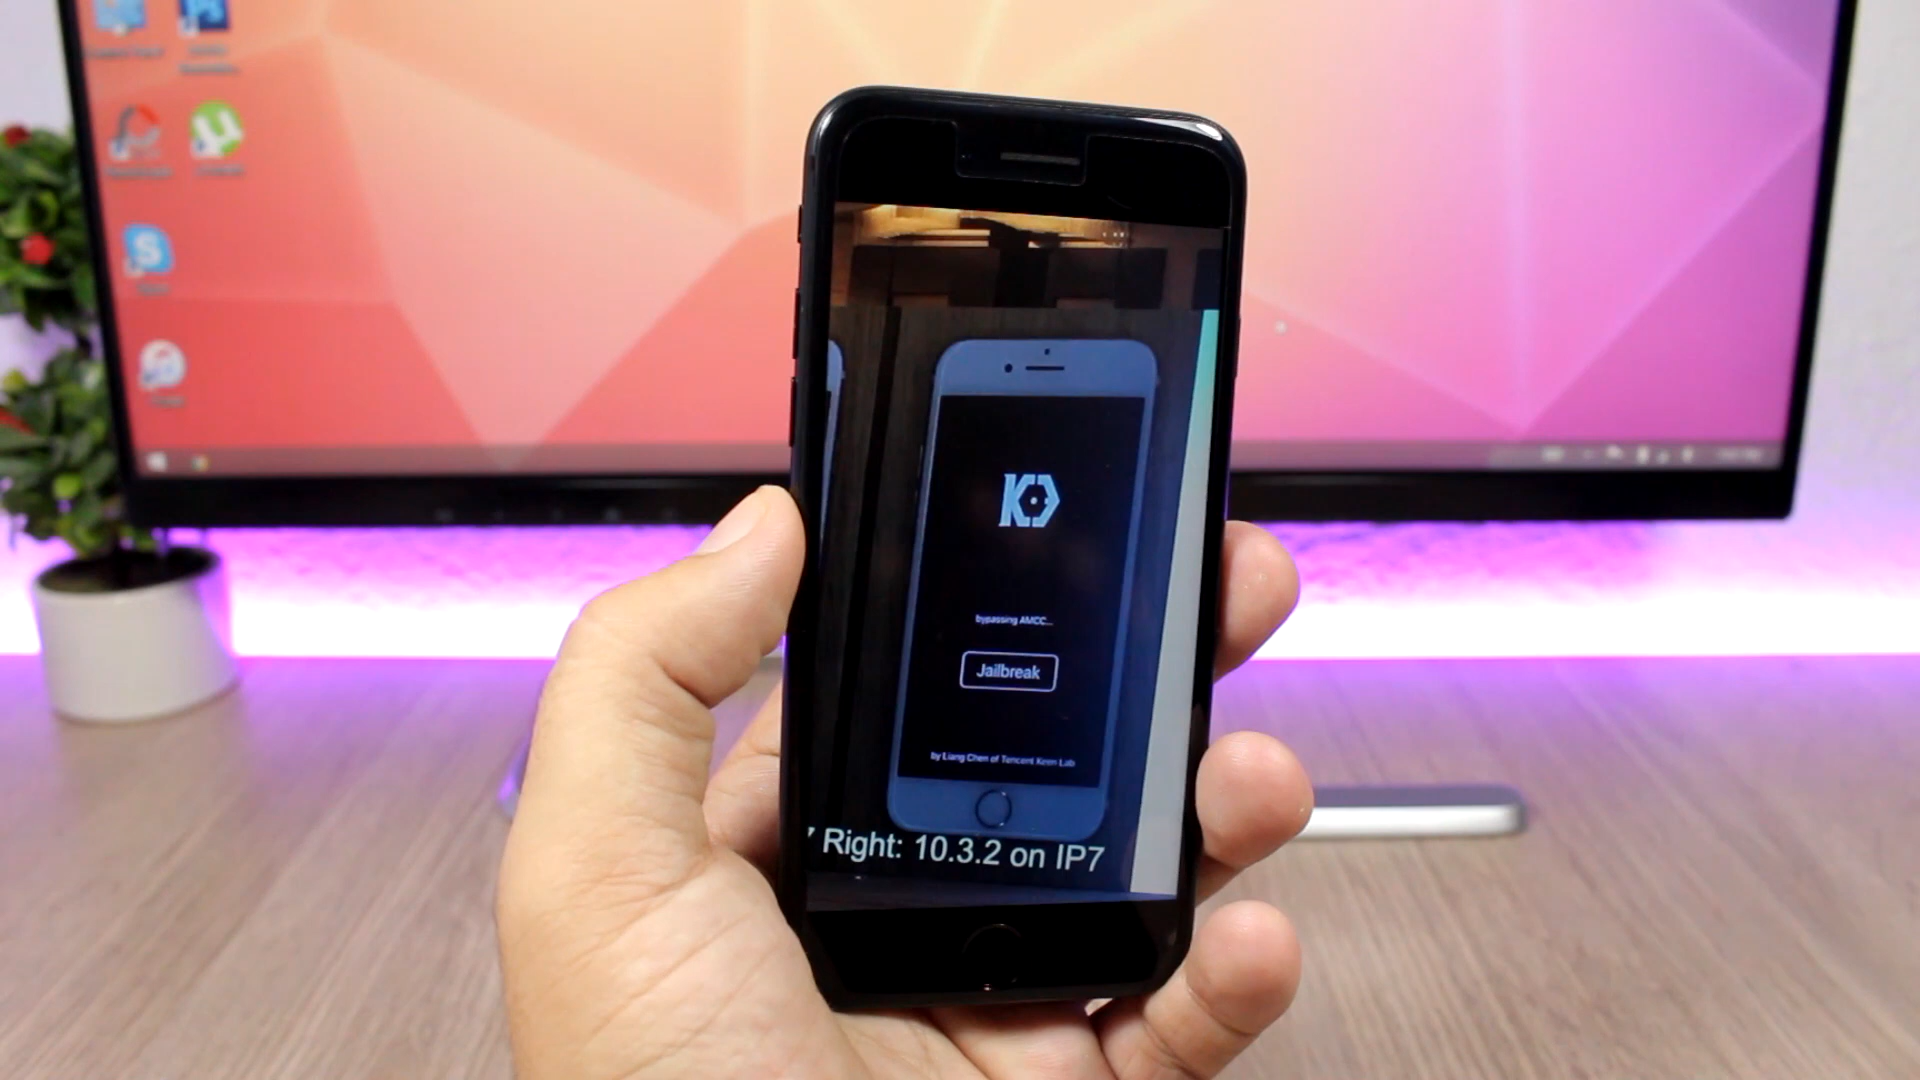 bypassing AMCC...
Jailbreak
by Liang Chen of Tencent Keen Lab
Right: 10.3.2 on IP7